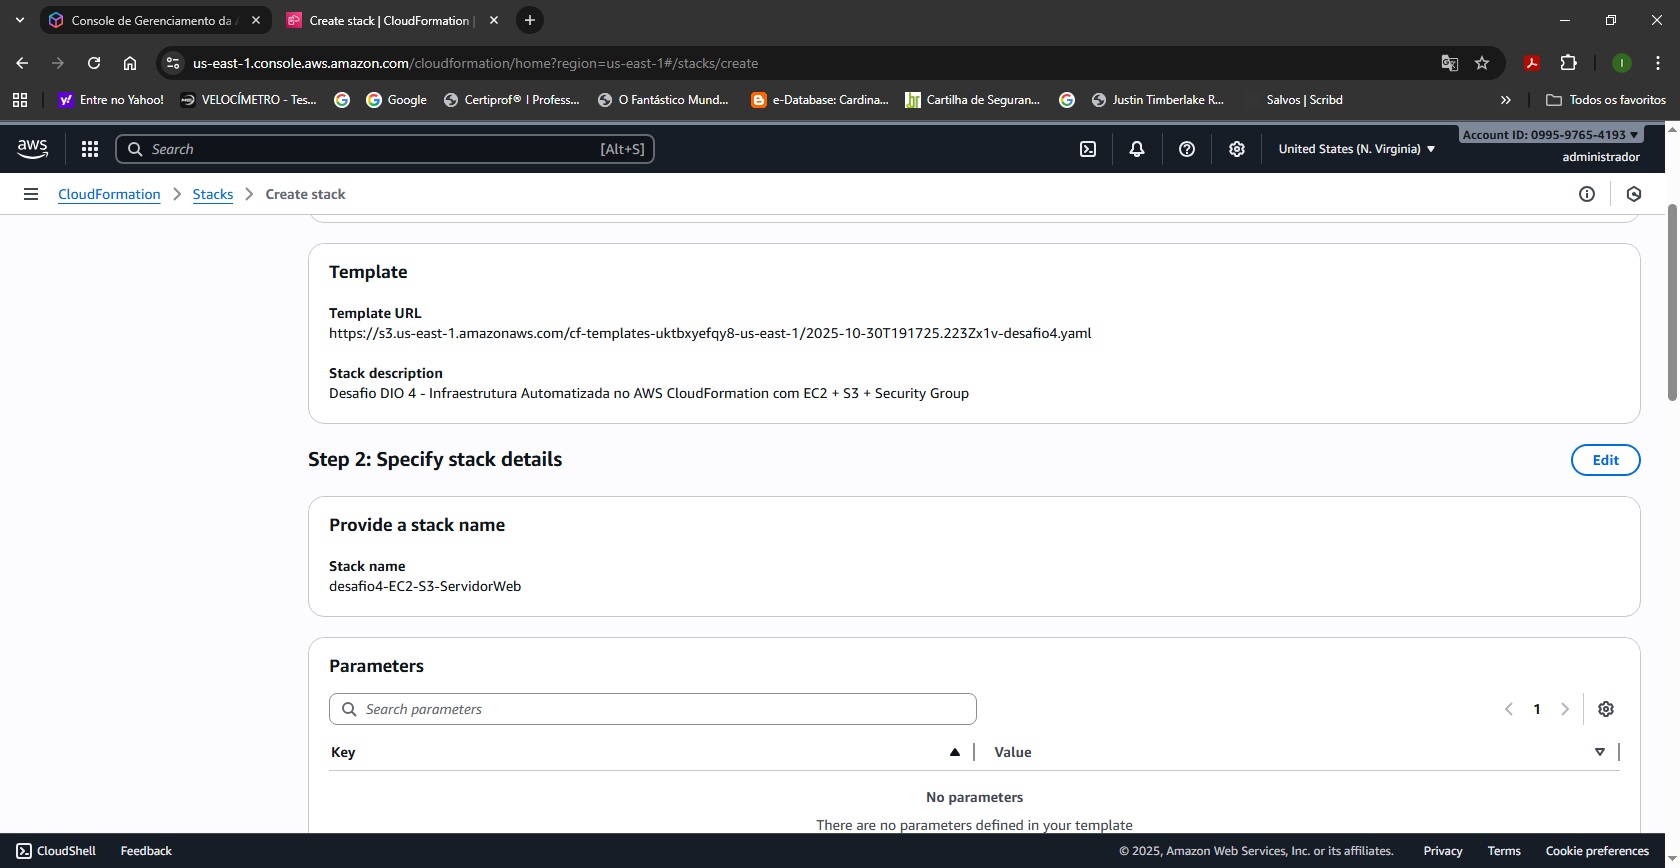 Console de Gerenciamento da
Create stack | CloudFormation |
us-east-1.console.aws.amazon.com/cloudformation/home?region=us-east-1#/stacks/create
Entre no Yahoo!
VELOCÍMETRO - Tes...
Google
Certiprof® | Profess...
O Fantástico Mund...
e-Database: Cardina...
Cartilha de Seguran...
Justin Timberlake R...
Salvos | Scribd
Todos os favoritos
aws
Search
[Alt+S]
United States (N. Virginia)
Account ID: 0995-9765-4193
administrador
CloudFormation
Stacks
Create stack
Template
Template URL
https://s3.us-east-1.amazonaws.com/cf-templates-uktbxyefqy8-us-east-1/2025-10-30T191725.223Zx1v-desafio4.yaml
Stack description
Desafio DIO 4 - Infraestrutura Automatizada no AWS CloudFormation com EC2 + S3 + Security Group
Step 2: Specify stack details
Edit
Provide a stack name
Stack name
desafio4-EC2-S3-ServidorWeb
Parameters
Search parameters
1
Key
Value
No parameters
There are no parameters defined in your template
CloudShell
Feedback
© 2025, Amazon Web Services, Inc. or its affiliates.
Privacy
Terms
Cookie preferences